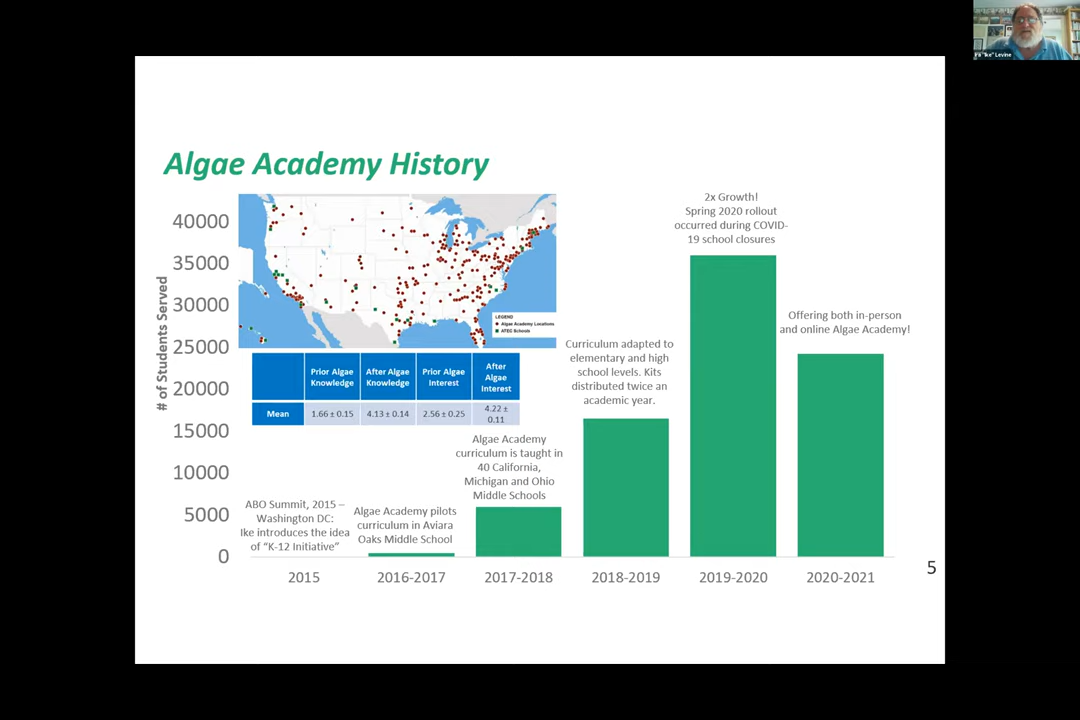 Ira "Ike" Levine
Algae Academy History
# of Students Served
40000
35000
30000
25000
20000
15000
10000
5000
0
LEGEND
Algae Academy Locations
ATEC Schools
Prior Algae
Knowledge
After Algae
Knowledge
Prior Algae
Interest
After
Algae
Interest
Mean
1.66 ± 0.15
4.13 ± 0.14
2.56 ± 0.25
4.22 ±
0.11
ABO Summit, 2015 –
Washington DC:
Ike introduces the idea
of “K-12 Initiative”
Algae Academy pilots
curriculum in Aviara
Oaks Middle School
Algae Academy
curriculum is taught in
40 California,
Michigan and Ohio
Middle Schools
Curriculum adapted to
elementary and high
school levels. Kits
distributed twice an
academic year.
2x Growth!
Spring 2020 rollout
occurred during COVID-
19 school closures
Offering both in-person
and online Algae Academy!
2015
2016-2017
2017-2018
2018-2019
2019-2020
2020-2021
5